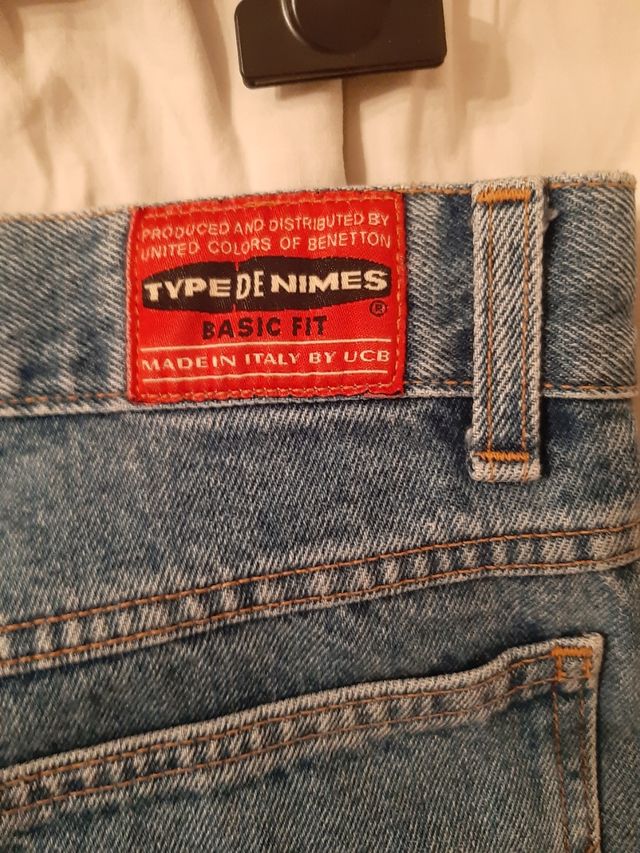 PRODUCED AND DISTRIBUTED BY
UNITED COLORS OF BENETTON
TYPE DE NIMES
®
BASIC FIT
MADE IN ITALY BY UCB